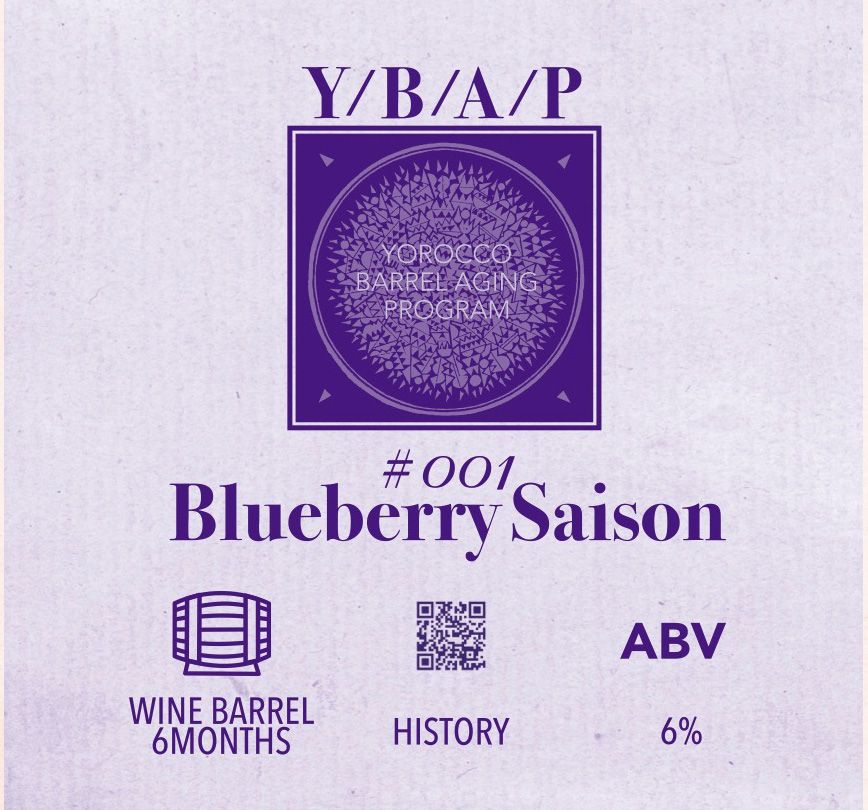 Y/B/A/P
YOROCCO
BARREL AGING
PROGRAM
#001
Blueberry Saison
WINE BARREL
6MONTHS
HISTORY
ABV
6%